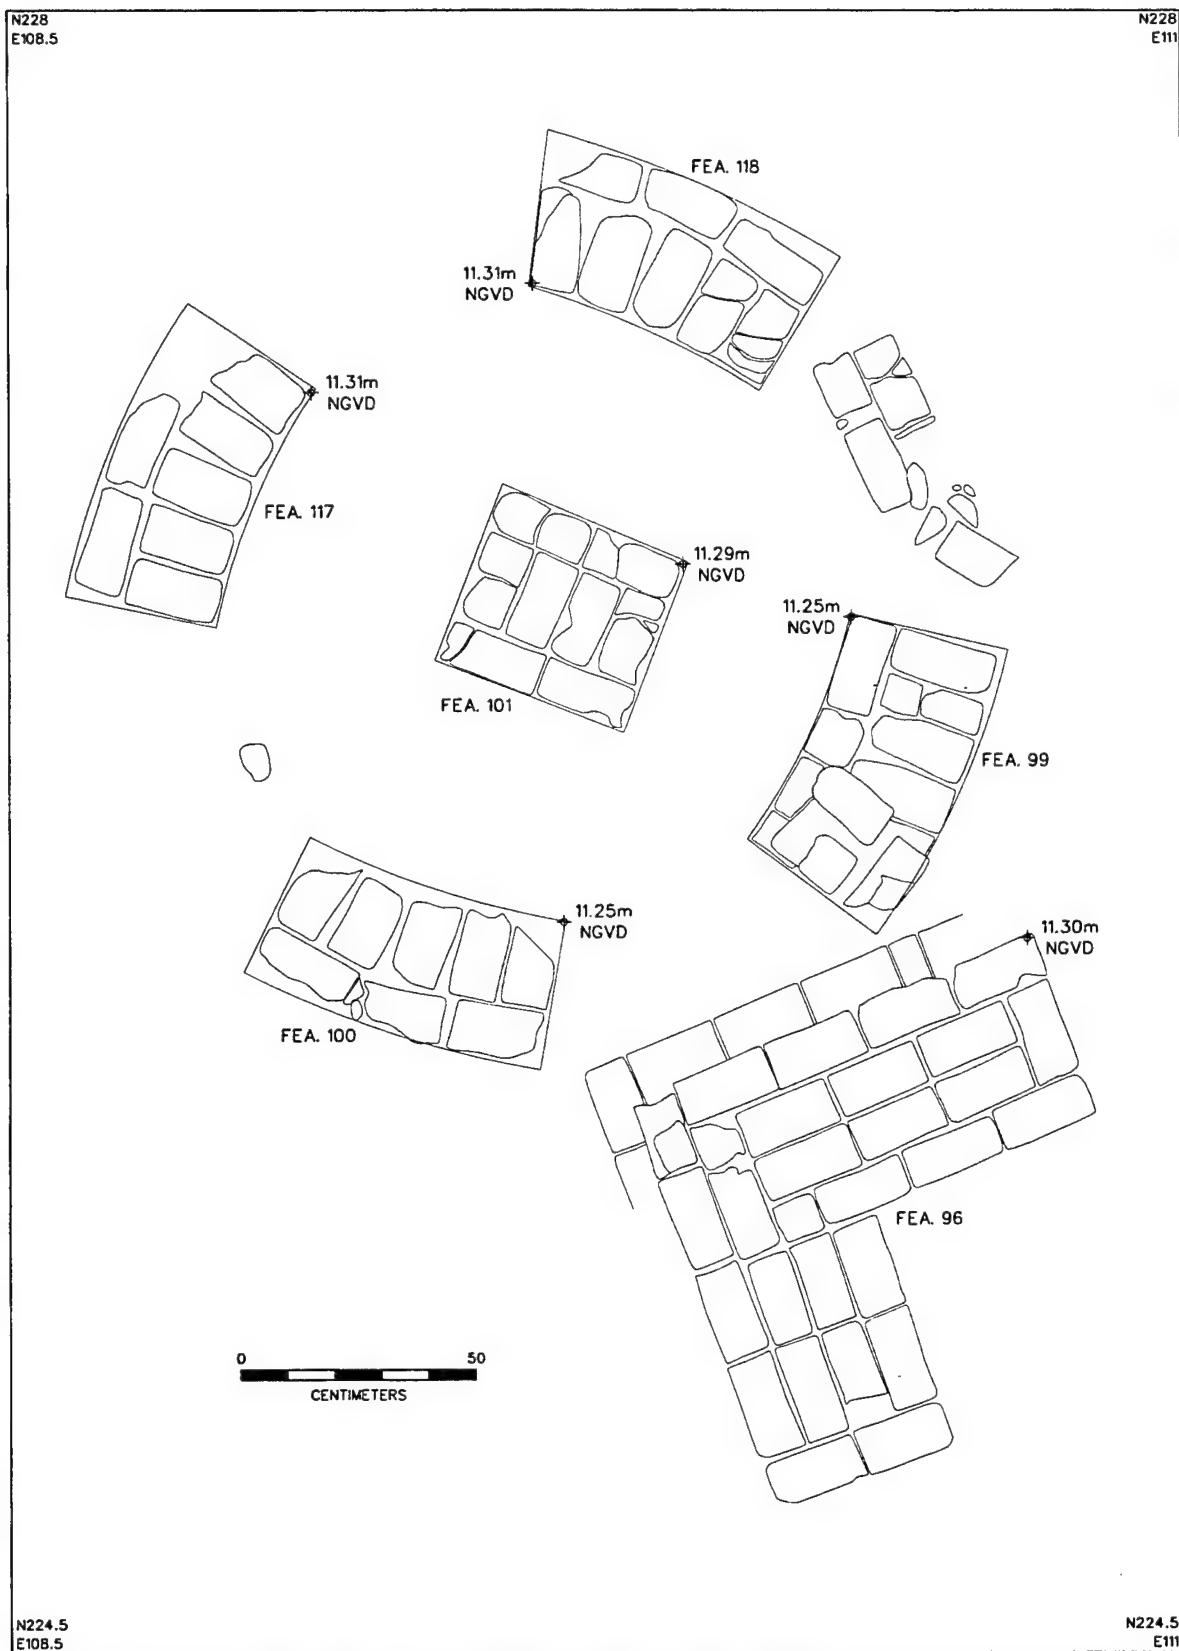 N228
E108.5
N228
E111
FEA. 118
11.31m
NGVD
11.31m
NGVD
FEA. 117
11.29m
NGVD
11.25m
NGVD
FEA. 101
FEA. 99
11.25m
NGVD
11.30m
NGVD
FEA. 100
FEA. 96
0 50
CENTIMETERS
N224.5
E108.5
N224.5
E111